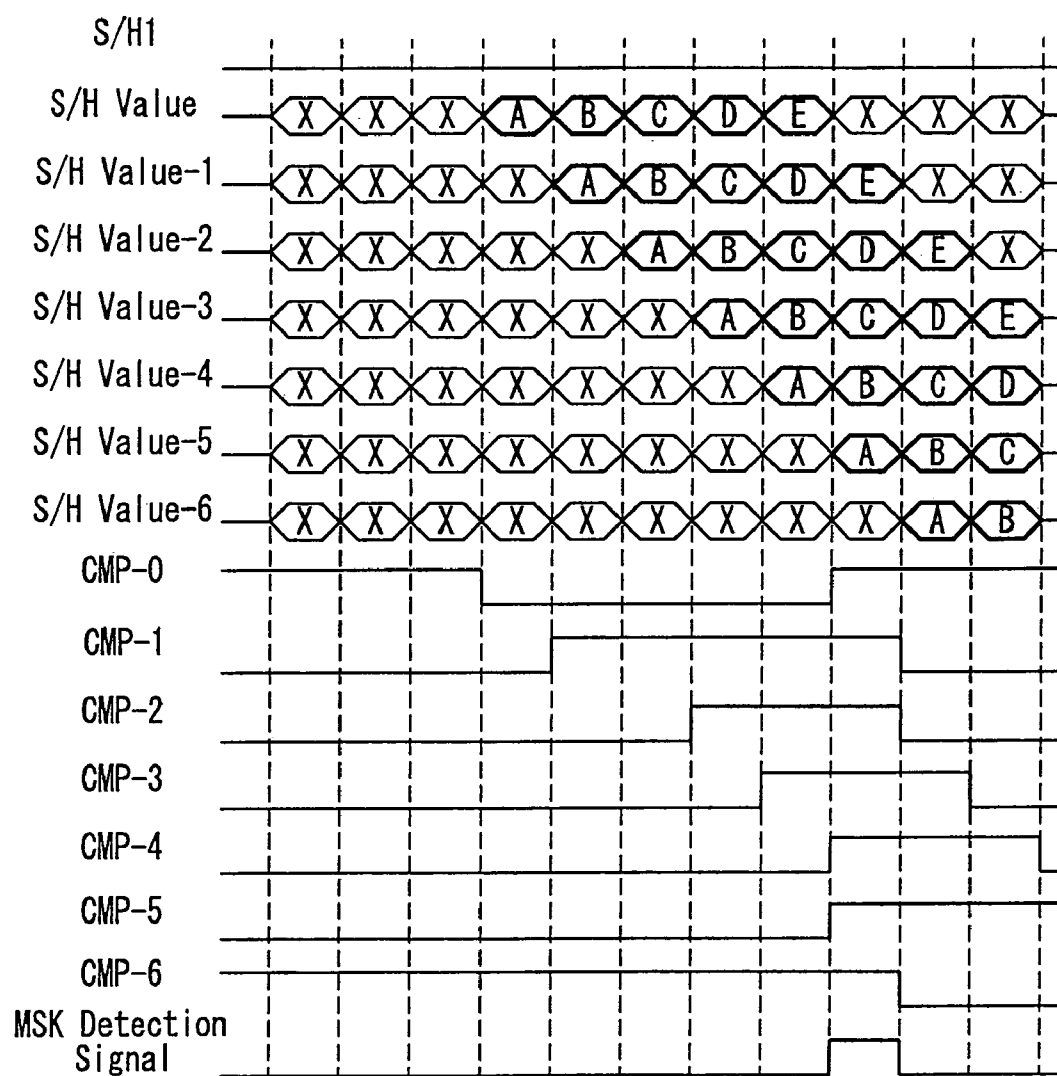 S/H1
S/H Value X X X A B C D E X X X
S/H Value-1 X X X X A B C D E X X
S/H Value-2 X X X X X A B C D E X
S/H Value-3 X X X X X X A B C D E
S/H Value-4 X X X X X X X A B C D
S/H Value-5 X X X X X X X X A B C
S/H Value-6 X X X X X X X X X A B
CMP-0
CMP-1
CMP-2
CMP-3
CMP-4
CMP-5
CMP-6
MSK Detection
Signal